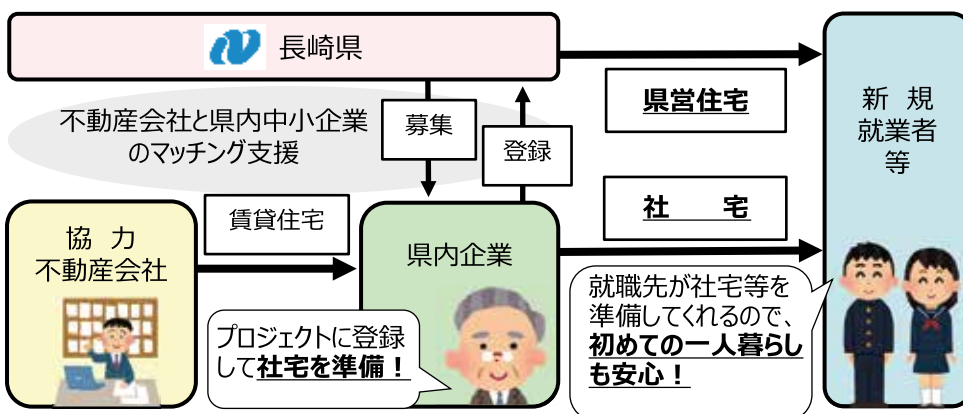 長崎県
不動産会社と県内中小企業
のマッチング支援
募集
登録
県営住宅
社　宅
新 規
就業者
等
協 力
不動産会社
賃貸住宅
県内企業
プロジェクトに登録
して社宅を準備！
就職先が社宅等を
準備してくれるので、
初めての一人暮らし
も安心！